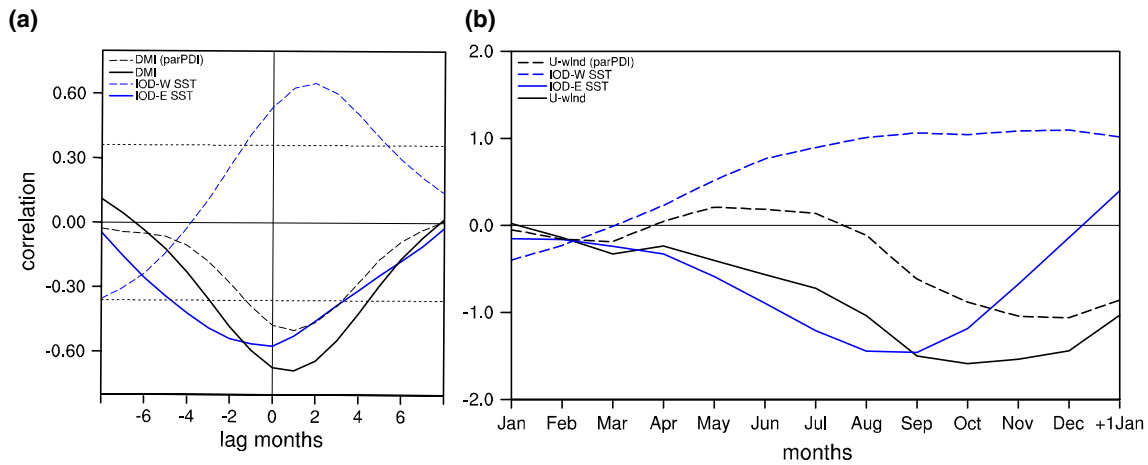 (a)
DMI (parPDI)
DMI
IOD-W SST
IOD-E SST
0.60
0.30
0.00
-0.30
-0.60
correlation
-6 -4 -2 0 2 4 6
lag months
(b)
U-wInd (parPDI)
IOD-W SST
IOD-E SST
U-wInd
2.0
1.0
0.0
-1.0
-2.0
Jan Feb Mar Apr May Jun Jul Aug Sep Oct Nov Dec +1Jan
months